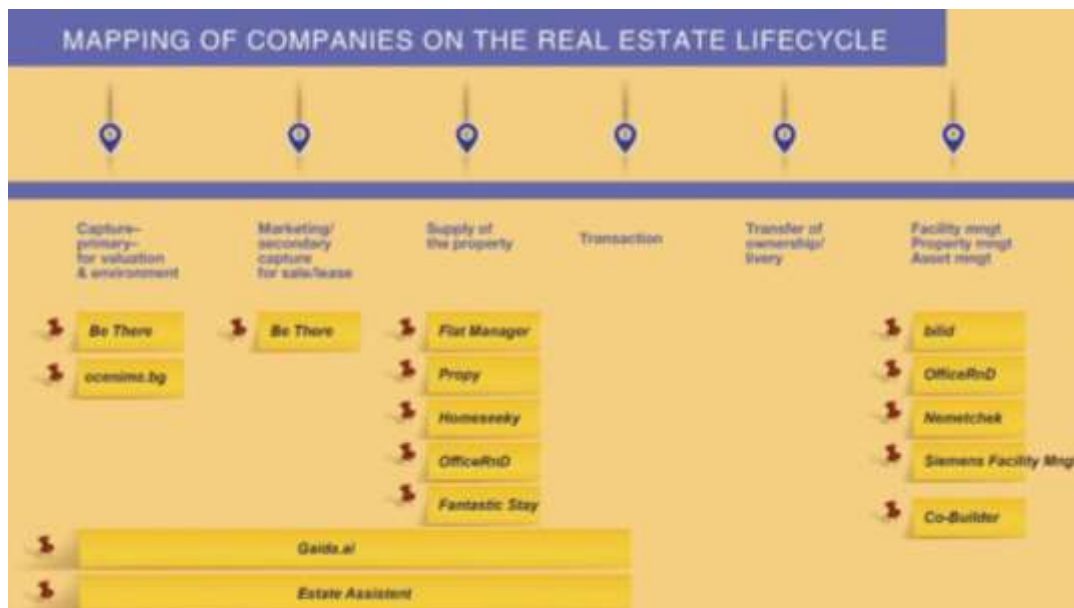 MAPPING OF COMPANIES ON THE REAL ESTATE LIFECYCLE
Capture–
primary–
for valuation
& environment
Marketing/
secondary
capture
for sale/lease
Supply of
the property
Transaction
Transfer of
ownership/
livery
Facility mngt
Property mngt
Asset mngt
Be There
ocenimo.bg
Be There
Flat Manager
Propy
Homeseeky
OfficeRnD
Fantastic Stay
bilid
OfficeRnD
Nemetchek
Siemens Facility Mngt
Co-Builder
Gaida.ai
Estate Assistent